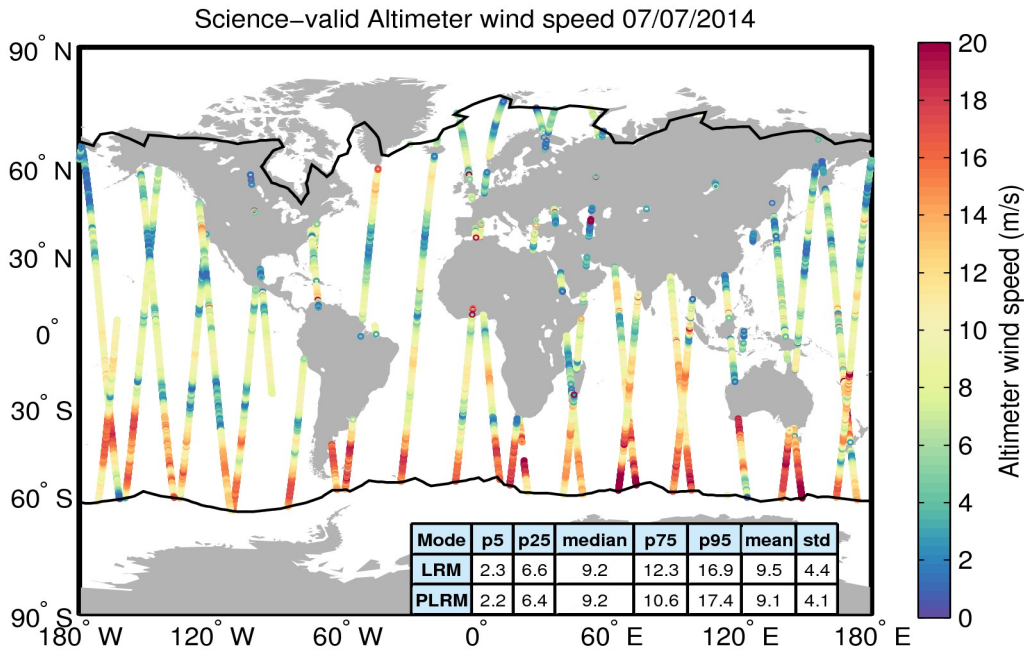 Science−valid Altimeter wind speed 07/07/2014
90° N
60° N
30° N
0°
30° S
60° S
90° S
180° W
120° W
60° W
0°
60° E
120° E
180° E
Mode p5 p25 median p75 p95 mean std
LRM 2.3 6.6 9.2 12.3 16.9 9.5 4.4
PLRM 2.2 6.4 9.2 10.6 17.4 9.1 4.1
20
18
16
14
12
10
8
6
4
2
0
Altimeter wind speed (m/s)